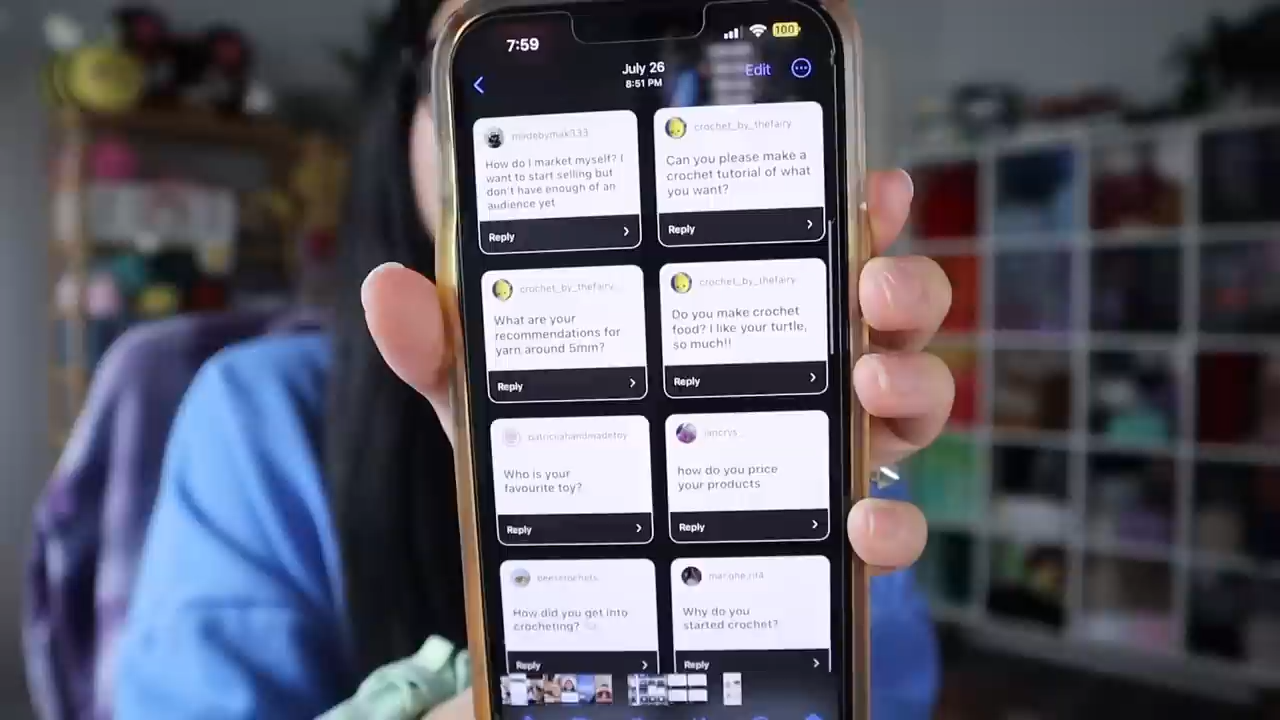 7:59
100
July 26
8:51 PM
Edit
madebymak333
How do I market myself? I
want to start selling but
don't have enough of an
audience yet
Reply
crochet_by_thefairy
Can you please make a
crochet tutorial of what
you want?
Reply
crochet_by_thefairy
What are your
recommendations for
yarn around 5mm?
Reply
crochet_by_thefairy
Do you make crochet
food? I like your turtle,
so much!!
Reply
Who is your
favourite toy?
Reply
how do you price
your products
Reply
How did you get into
crocheting?
Reply
Why do you
started crochet?
Reply